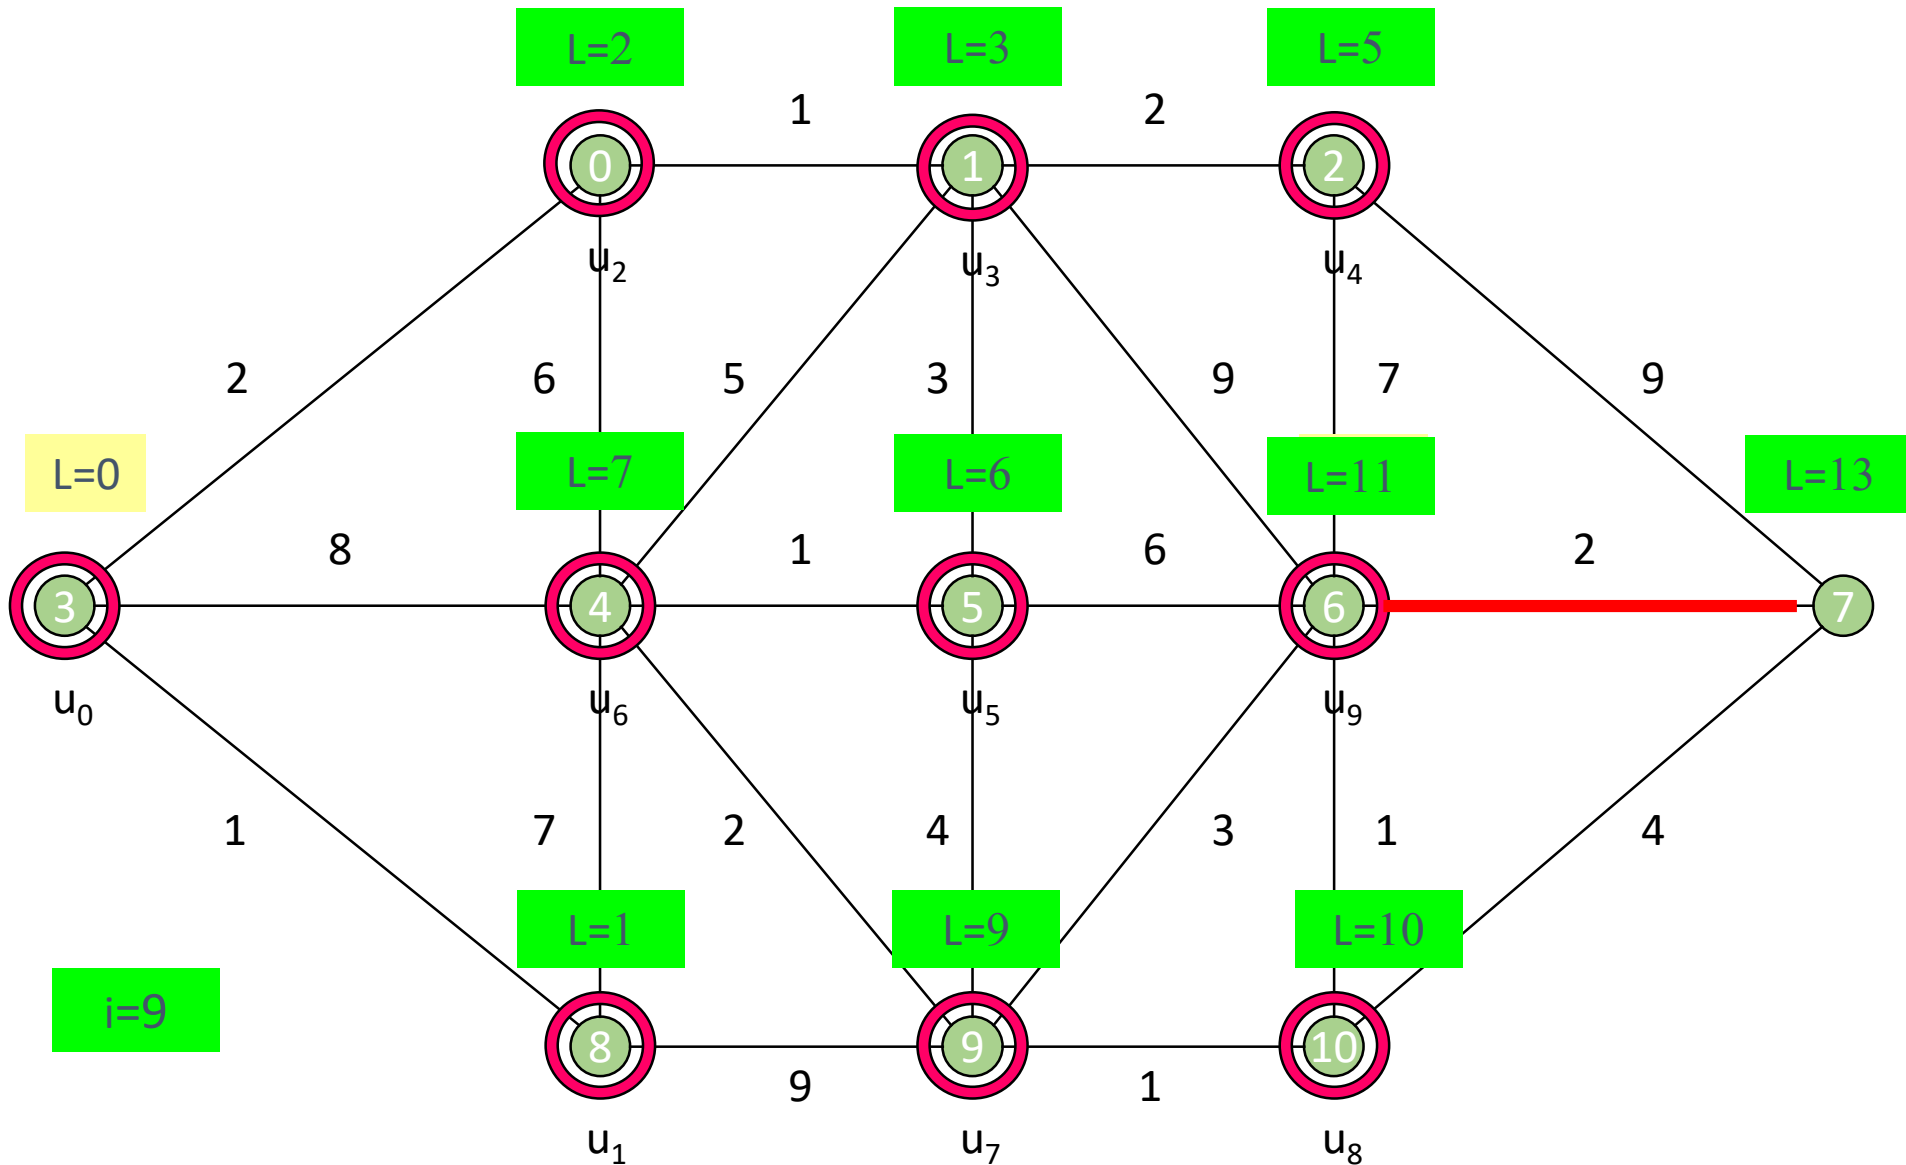 L=2 L=3 L=5
1 2
0 1 2
u2 u3 u4
2 6 5 3 9 7 9
L=0 L=7 L=6 L=11 L=13
8 1 6 2
3 4 5 6 7
u0 u6 u5 u9
1 7 2 4 3 1 4
L=1 L=9 L=10
i=9
8 9 10
9 1
u1 u7 u8